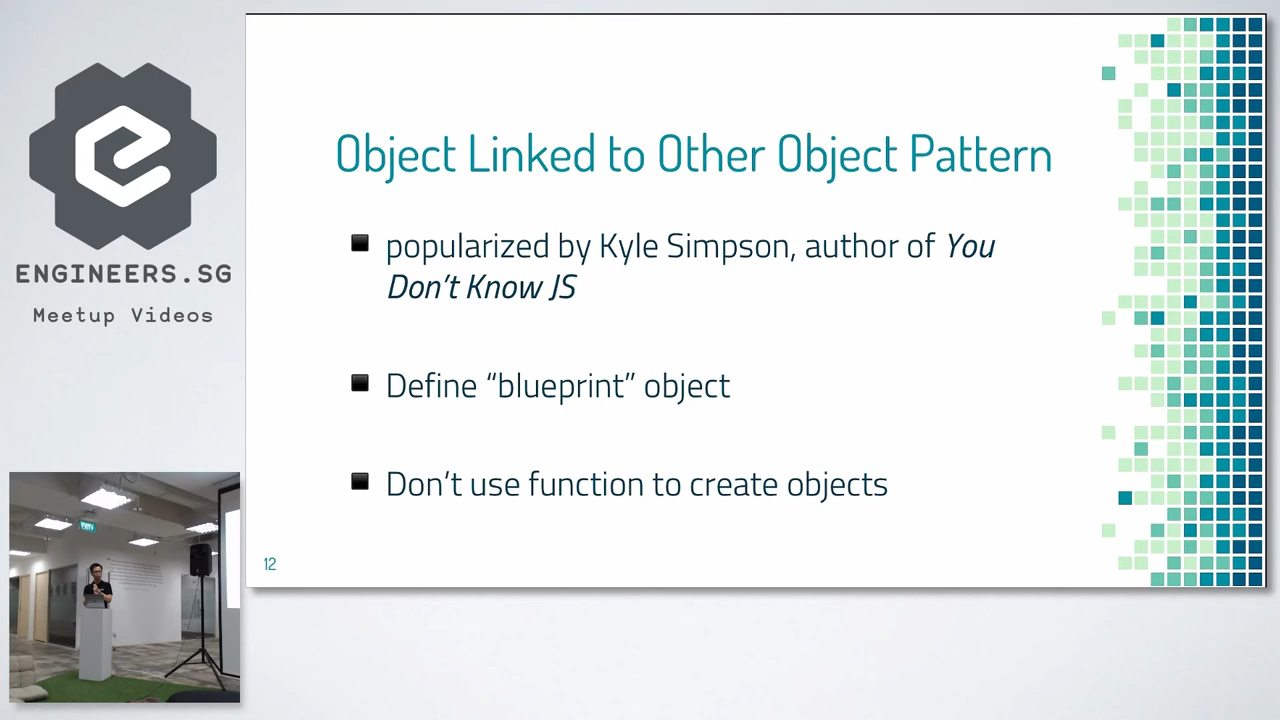 ENGINEERS.SG
Meetup Videos
Object Linked to Other Object Pattern
popularized by Kyle Simpson, author of You
Don’t Know JS
Define “blueprint” object
Don’t use function to create objects
12
EXIT